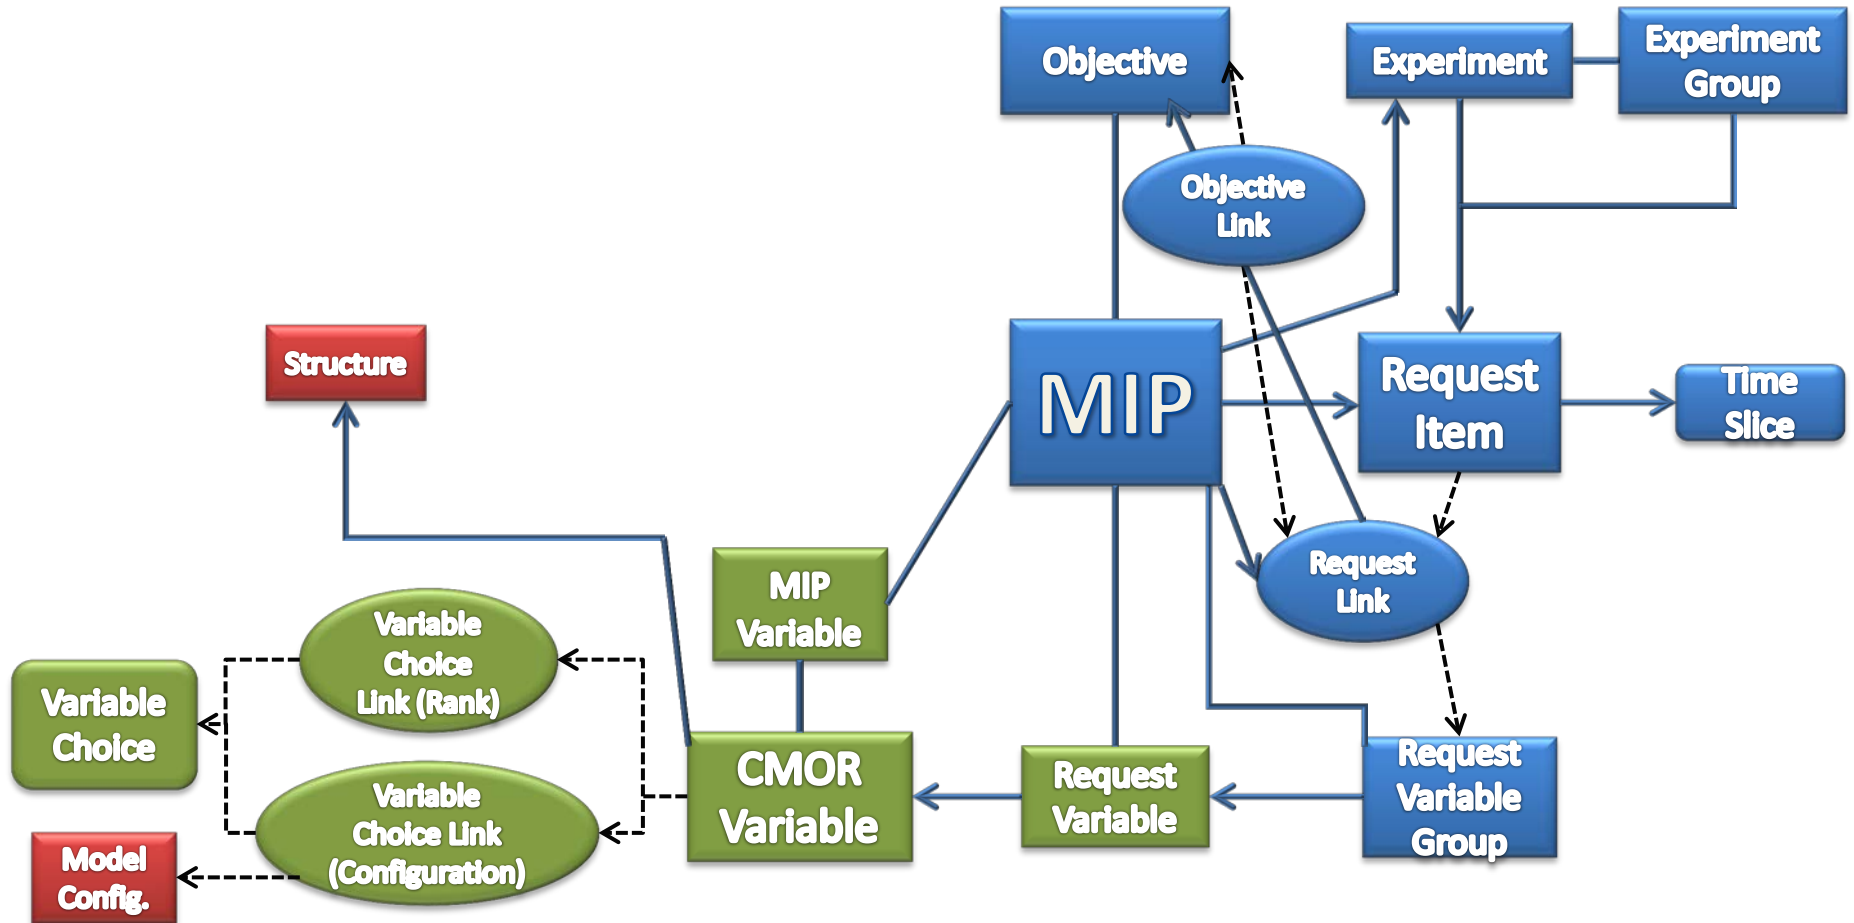 Objective
Experiment
Experiment
Group
Objective
Link
Structure
MIP
Request
Item
Time
Slice
MIP
Variable
Request
Link
Variable
Choice
Link (Rank)
Variable
Choice
CMOR
Variable
Request
Variable
Request
Variable
Group
Variable
Choice Link
(Configuration)
Model
Config.